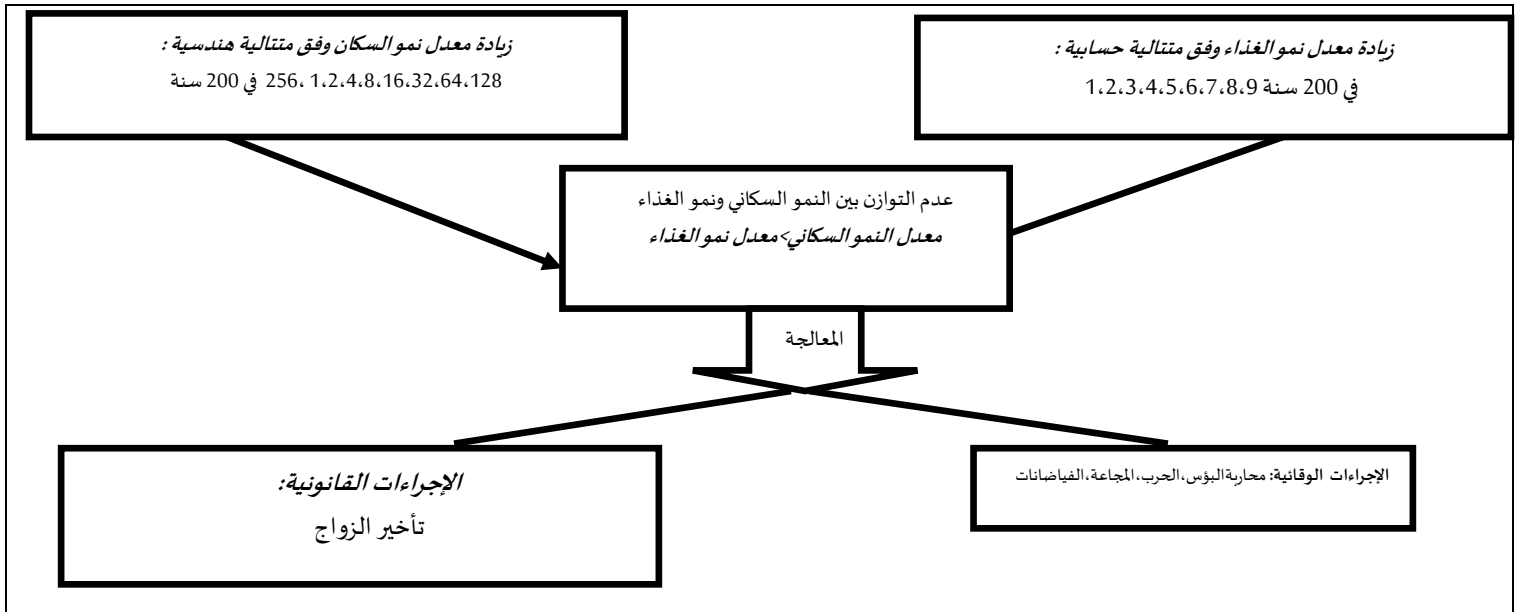 زيادة معدل نمو الغذاء وفق متتالية حسابية :
في 200 سنة 1،2،3،4،5،6،7،8،9
زيادة معدل نمو السكان وفق متتالية هندسية :
256، 1،2،4،8،16،32،64،128 في 200 سنة
عدم التوازن بين النمو السكاني ونمو الغذاء
معدل النمو السكاني>معدل نمو الغذاء
المعالجة
الإجراءات الوقائية: محاربةالبؤس،الحرب،المجاعة،الفياضانات
الإجراءات القانونية:
تأخير الزواج